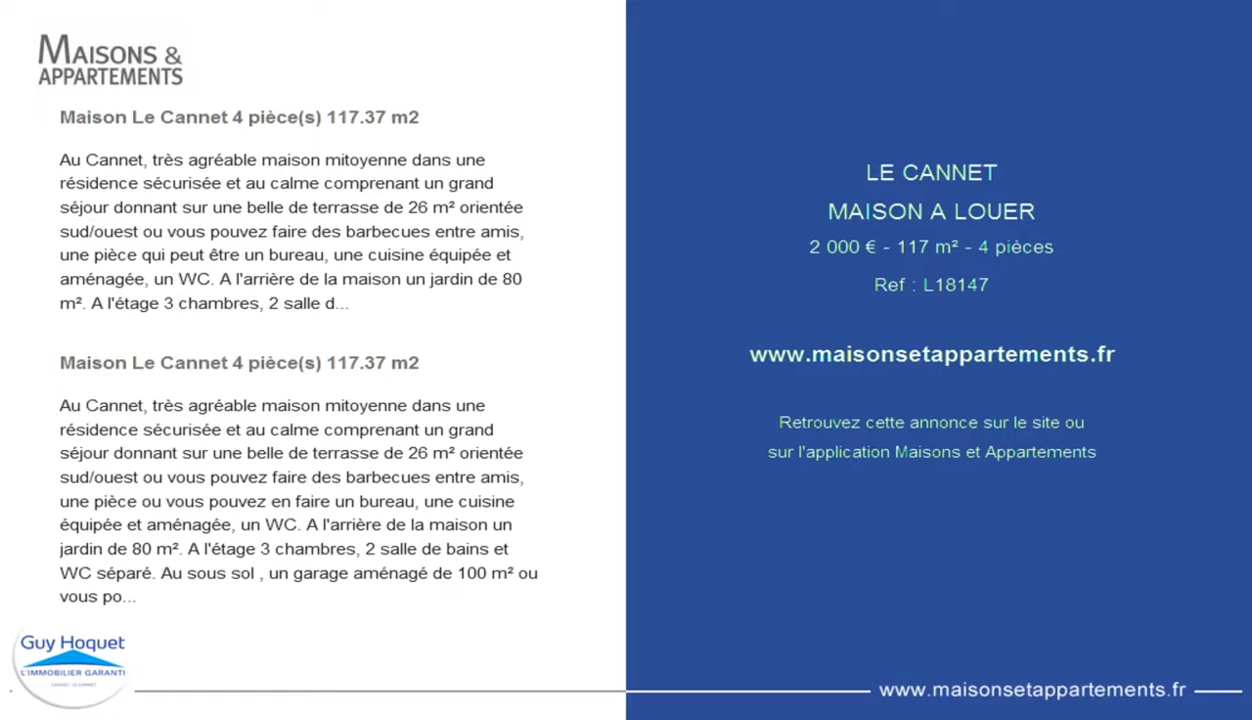 MAISONS &
APPARTEMENTS
Maison Le Cannet 4 pièce(s) 117.37 m2
Au Cannet, très agréable maison mitoyenne dans une
résidence sécurisée et au calme comprenant un grand
séjour donnant sur une belle de terrasse de 26 m² orientée
sud/ouest ou vous pouvez faire des barbecues entre amis,
une pièce qui peut être un bureau, une cuisine équipée et
aménagée, un WC. A l'arrière de la maison un jardin de 80
m². A l'étage 3 chambres, 2 salle d...
Maison Le Cannet 4 pièce(s) 117.37 m2
Au Cannet, très agréable maison mitoyenne dans une
résidence sécurisée et au calme comprenant un grand
séjour donnant sur une belle de terrasse de 26 m² orientée
sud/ouest ou vous pouvez faire des barbecues entre amis,
une pièce ou vous pouvez en faire un bureau, une cuisine
équipée et aménagée, un WC. A l'arrière de la maison un
jardin de 80 m². A l'étage 3 chambres, 2 salle de bains et
WC séparé. Au sous sol , un garage aménagé de 100 m² ou
vous po...
Guy Hoquet
L'IMMOBILIER GARANTI
LE CANNET
MAISON A LOUER
2 000 € - 117 m² - 4 pièces
Ref : L18147
www.maisonsetappartements.fr
Retrouvez cette annonce sur le site ou
sur l'application Maisons et Appartements
www.maisonsetappartements.fr